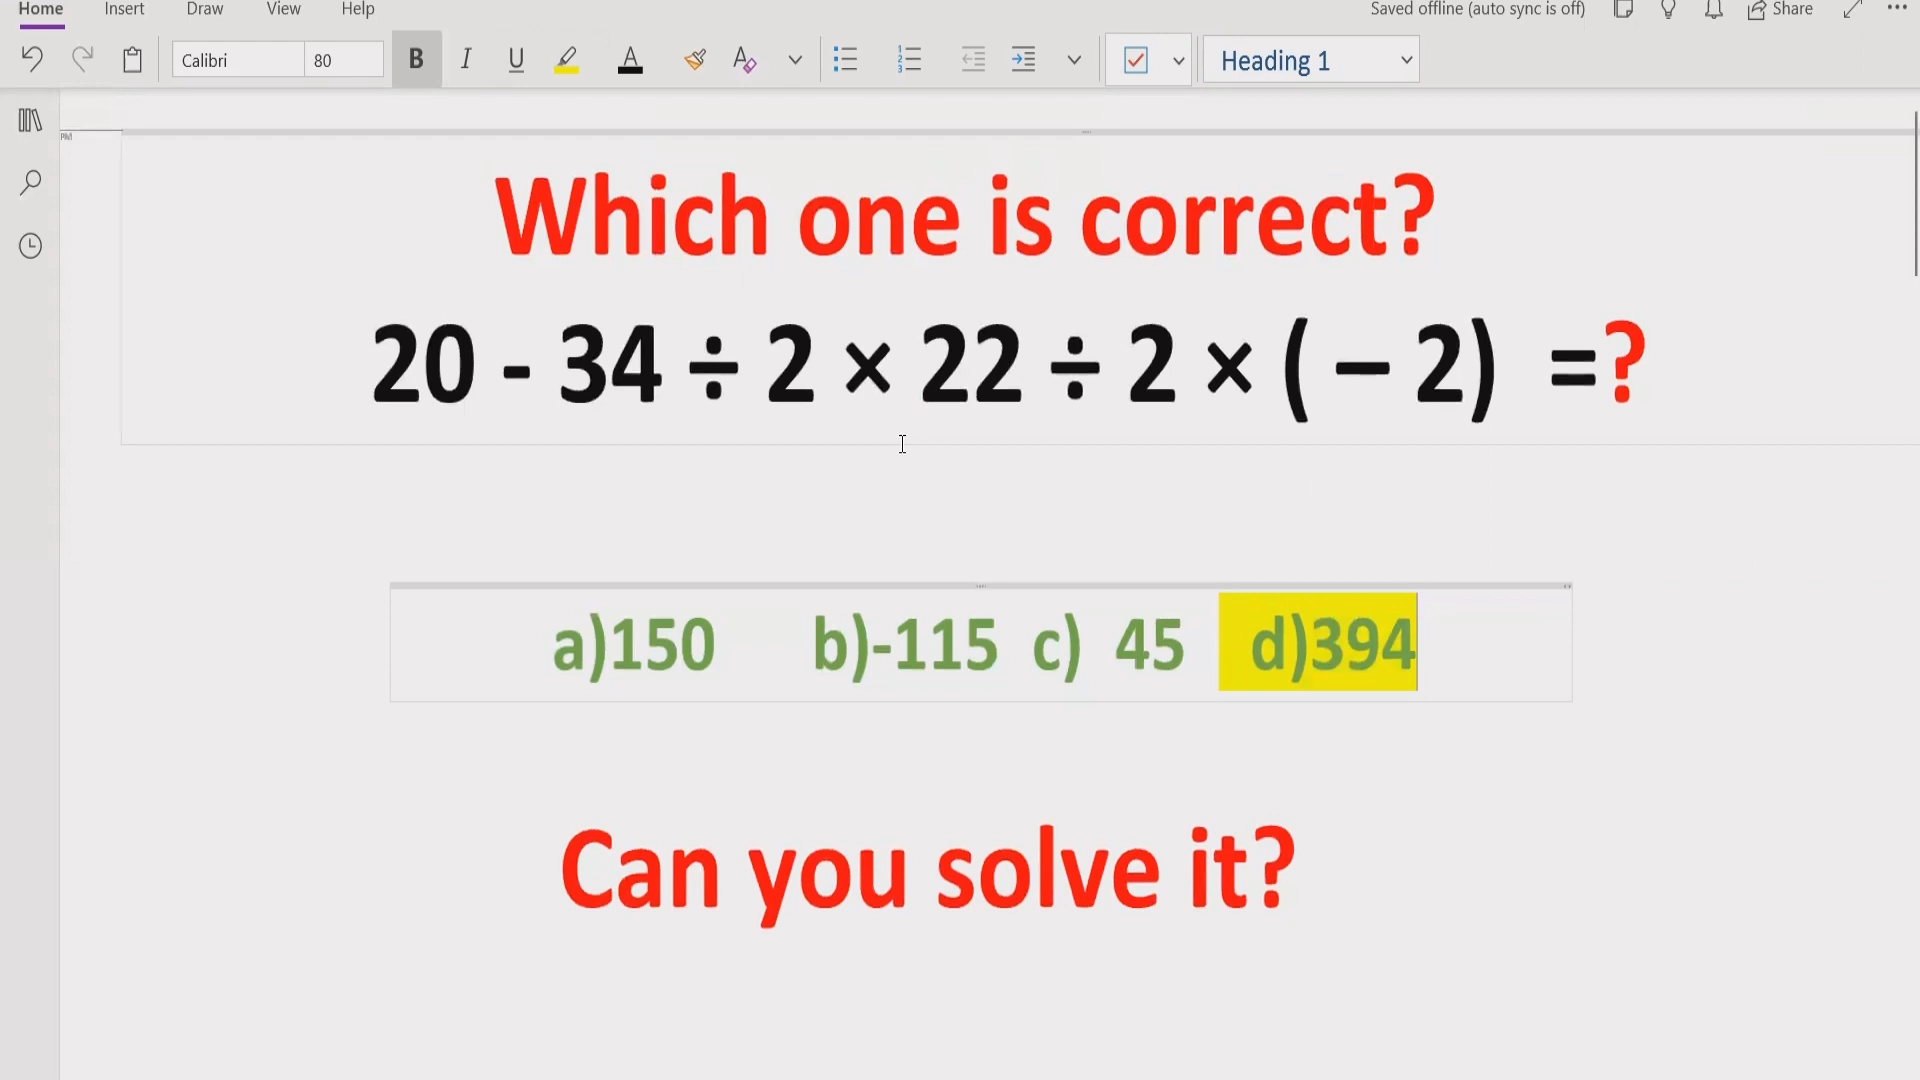 Home Insert Draw View Help Saved offline (auto sync is off) Share
Calibri 80 B I U A A Heading 1
PM
Which one is correct?
20 - 34 ÷ 2 × 22 ÷ 2 × ( – 2) =?
a)150 b)-115 c) 45 d)394
Can you solve it?